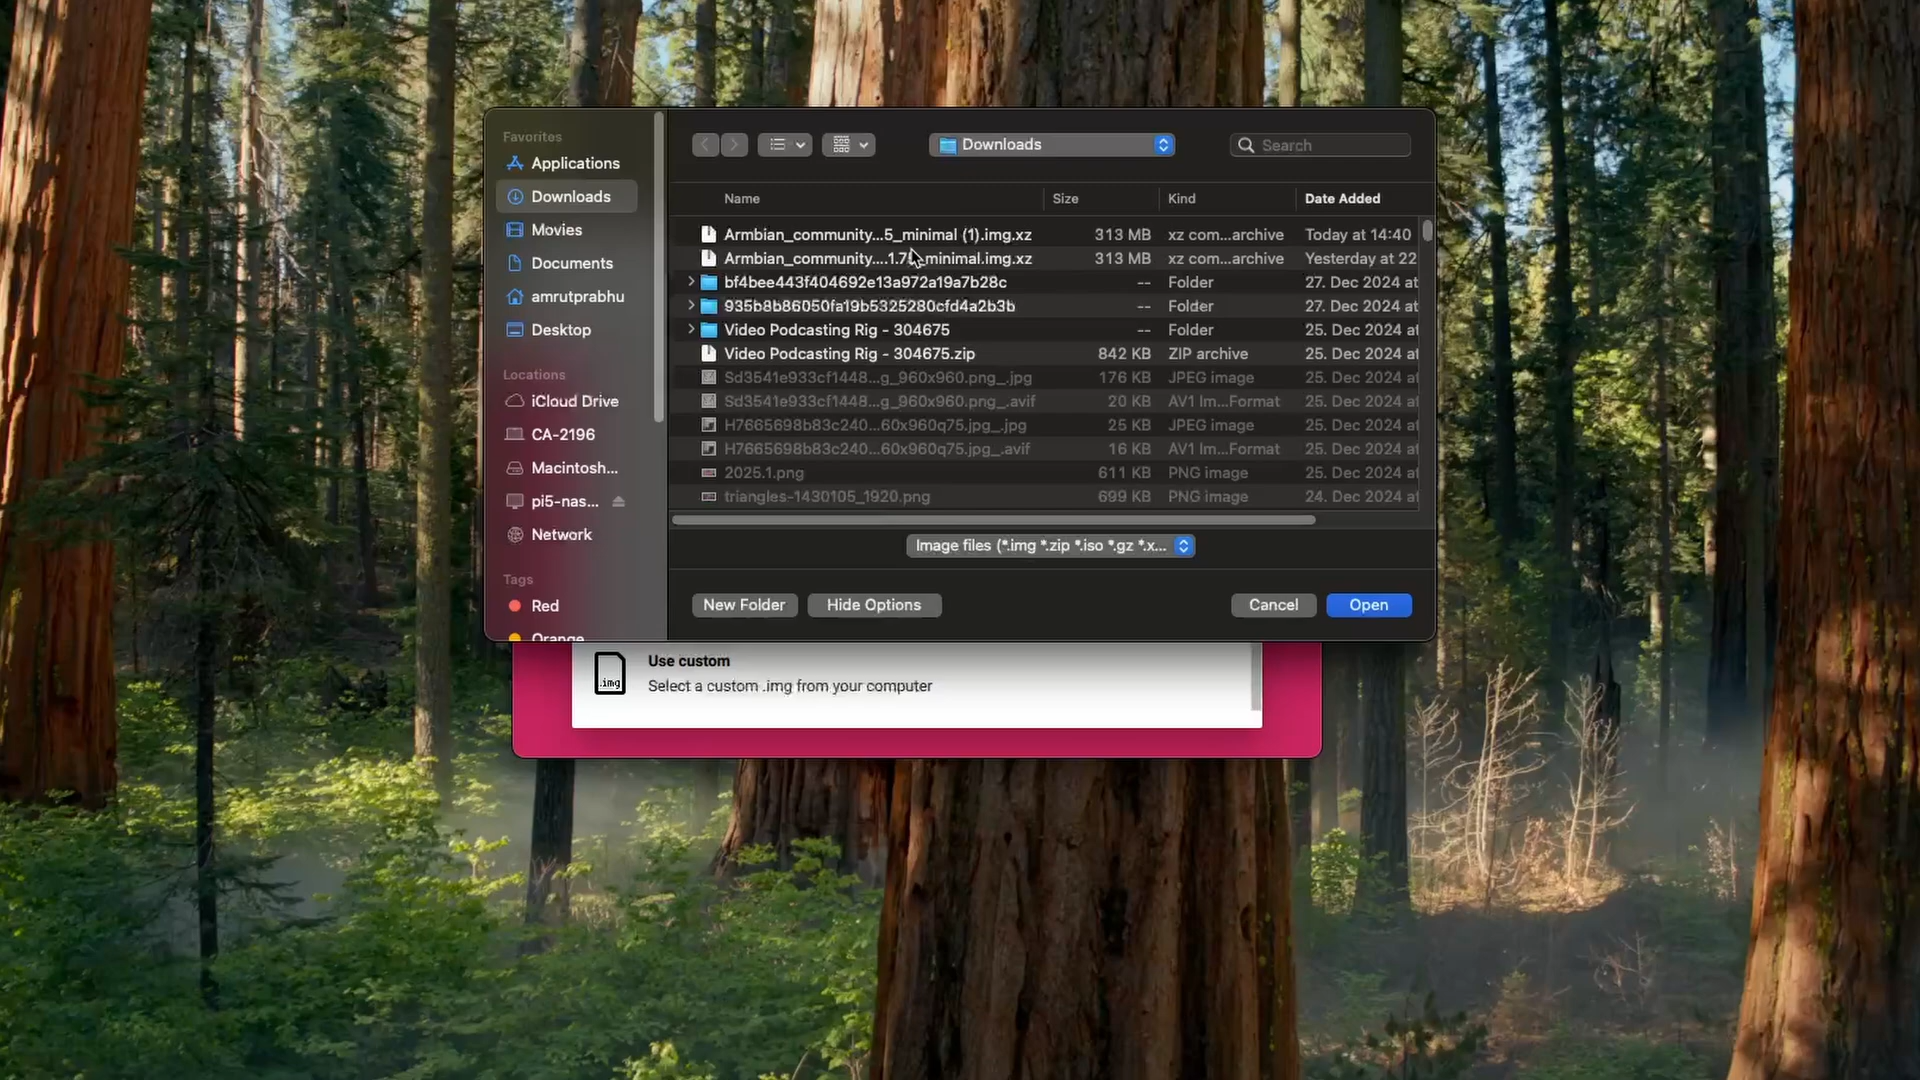 Favorites
Applications
Downloads
Movies
Documents
amrutprabhu
Desktop
Locations
iCloud Drive
CA-2196
Macintosh...
pi5-nas...
Network
Tags
Red
Orange
Downloads
Search
Name Size Kind Date Added
Armbian_community...5_minimal (1).img.xz 313 MB xz com...archive Today at 14:40
Armbian_community....1.7 _minimal.img.xz 313 MB xz com...archive Yesterday at 22
bf4bee443f404692e13a972a19a7b28c -- Folder 27. Dec 2024 at
935b8b86050fa19b5325280cfd4a2b3b -- Folder 27. Dec 2024 at
Video Podcasting Rig - 304675 -- Folder 25. Dec 2024 at
Video Podcasting Rig - 304675.zip 842 KB ZIP archive 25. Dec 2024 at
Sd3541e933cf1448...g_960x960.png_.jpg 176 KB JPEG image 25. Dec 2024 at
Sd3541e933cf1448...g_960x960.png_.avif 20 KB AV1 Im...Format 25. Dec 2024 at
H7665698b83c240...60x960q75.jpg_.jpg 25 KB JPEG image 25. Dec 2024 at
H7665698b83c240...60x960q75.jpg_.avif 16 KB AV1 Im...Format 25. Dec 2024 at
2025.1.png 611 KB PNG image 25. Dec 2024 at
triangles-1430105_1920.png 699 KB PNG image 24. Dec 2024 at
Image files (*.img *.zip *.iso *.gz *.x...
New Folder Hide Options Cancel Open
.img
Use custom
Select a custom .img from your computer